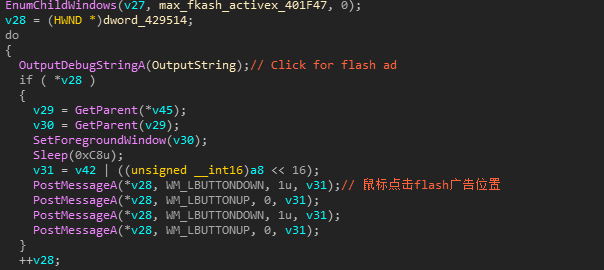 EnumChildWindows(v27, max_fkash_activex_401F47, 0);
v28 = (HWND *)dword_429514;
do
{
OutputDebugStringA(OutputString);// Click for flash ad
if ( *v28 )
{
v29 = GetParent(*v45);
v30 = GetParent(v29);
SetForegroundWindow(v30);
Sleep(0xC8u);
v31 = v42 | ((unsigned __int16)a8 << 16);
PostMessageA(*v28, WM_LBUTTONDOWN, 1u, v31);// 鼠标点击flash广告位置
PostMessageA(*v28, WM_LBUTTONUP, 0, v31);
PostMessageA(*v28, WM_LBUTTONDOWN, 1u, v31);
PostMessageA(*v28, WM_LBUTTONUP, 0, v31);
}
++v28;